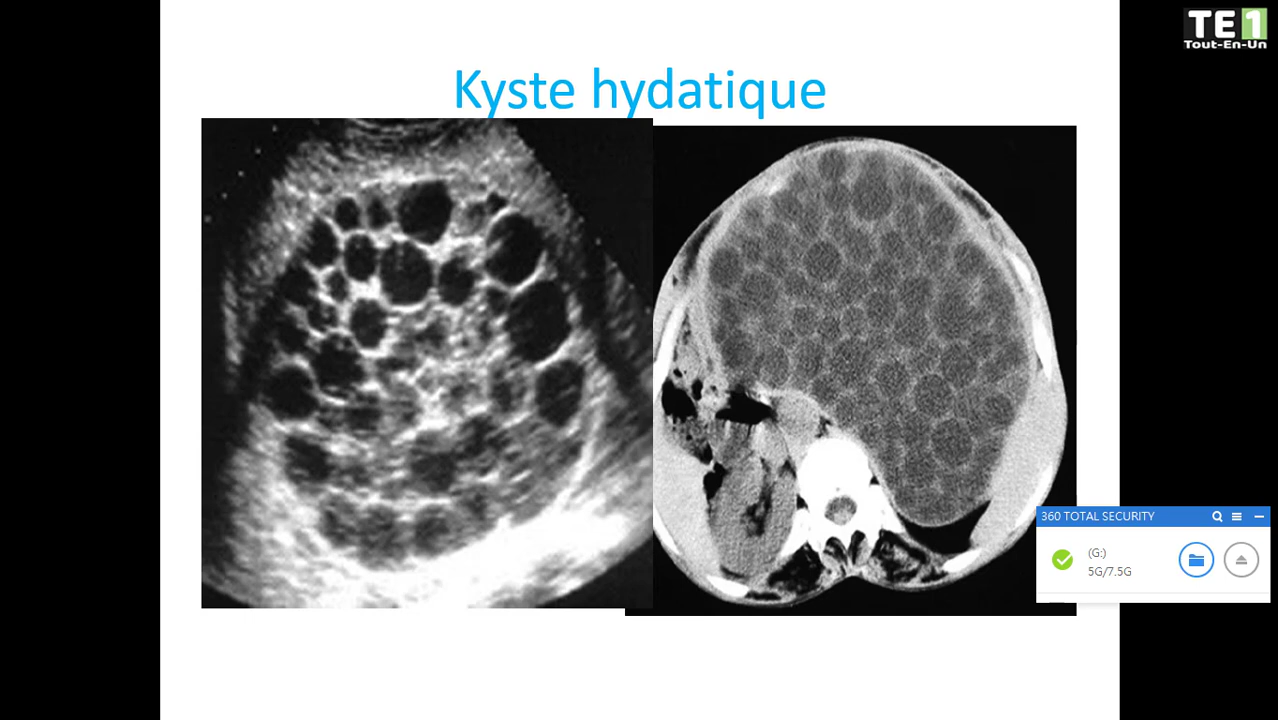 TE1
Tout-En-Un
Kyste hydatique
360 TOTAL SECURITY
(G:)
5G/7.5G